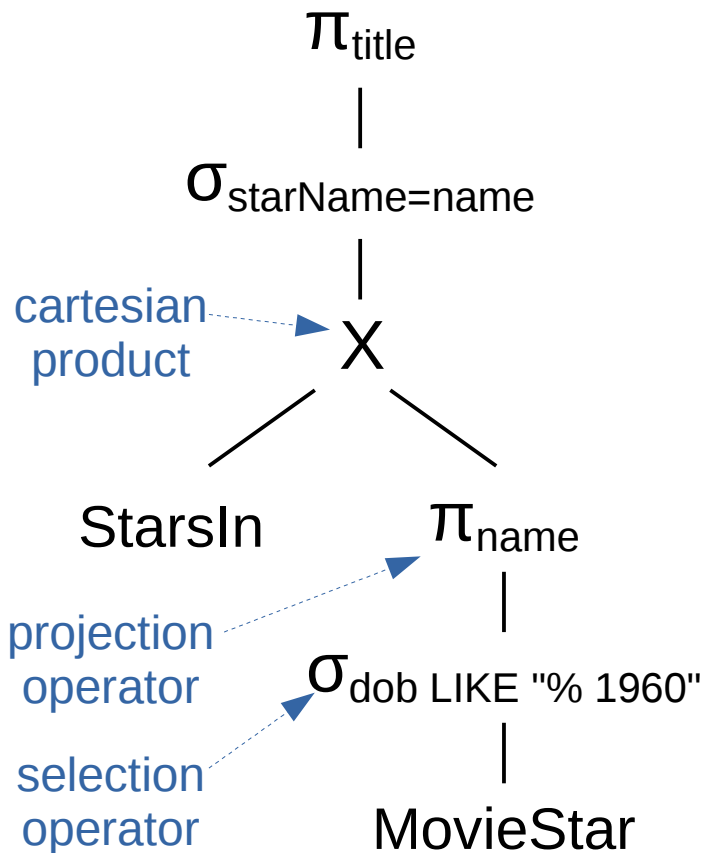 πtitle
σstarName=name
cartesian
product
X
StarsIn
πname
projection
operator
σdob LIKE "% 1960"
selection
operator
MovieStar